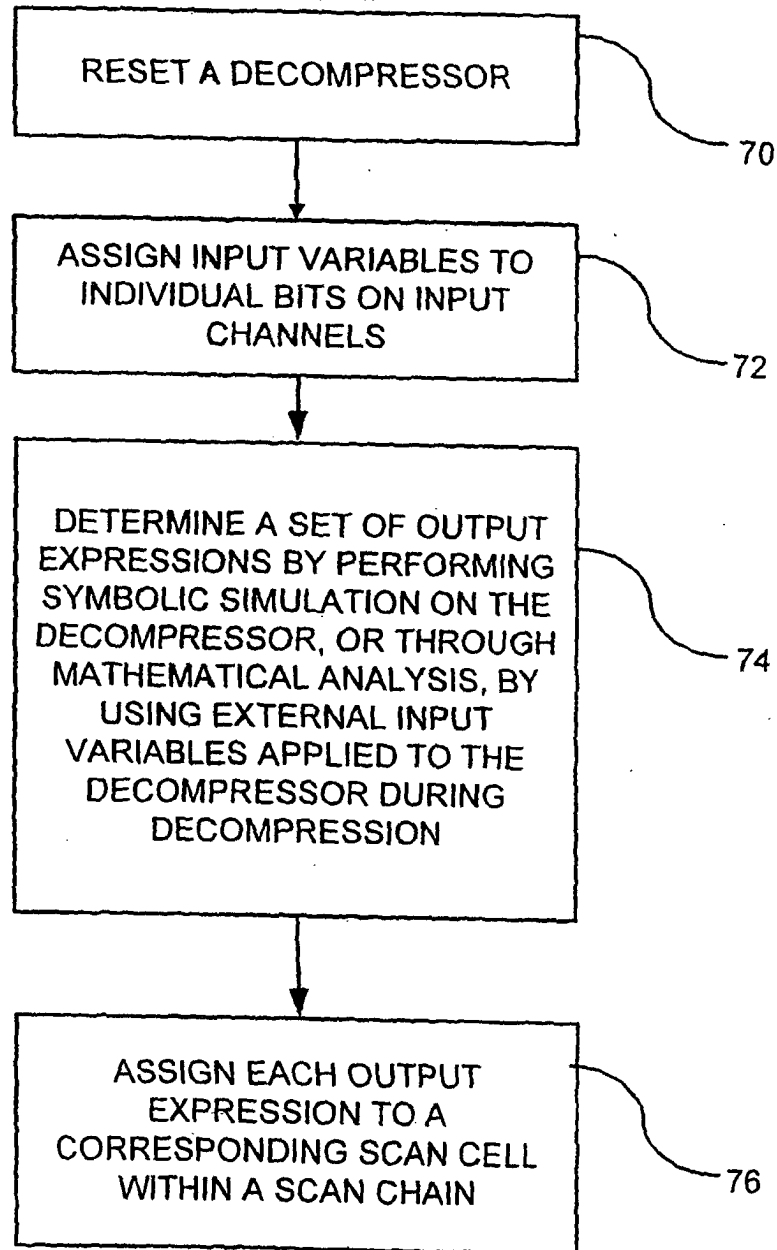 RESET A DECOMPRESSOR
70
ASSIGN INPUT VARIABLES TO
INDIVIDUAL BITS ON INPUT
CHANNELS
72
DETERMINE A SET OF OUTPUT
EXPRESSIONS BY PERFORMING
SYMBOLIC SIMULATION ON THE
DECOMPRESSOR, OR THROUGH
MATHEMATICAL ANALYSIS, BY
USING EXTERNAL INPUT
VARIABLES APPLIED TO THE
DECOMPRESSOR DURING
DECOMPRESSION
74
ASSIGN EACH OUTPUT
EXPRESSION TO A
CORRESPONDING SCAN CELL
WITHIN A SCAN CHAIN
76